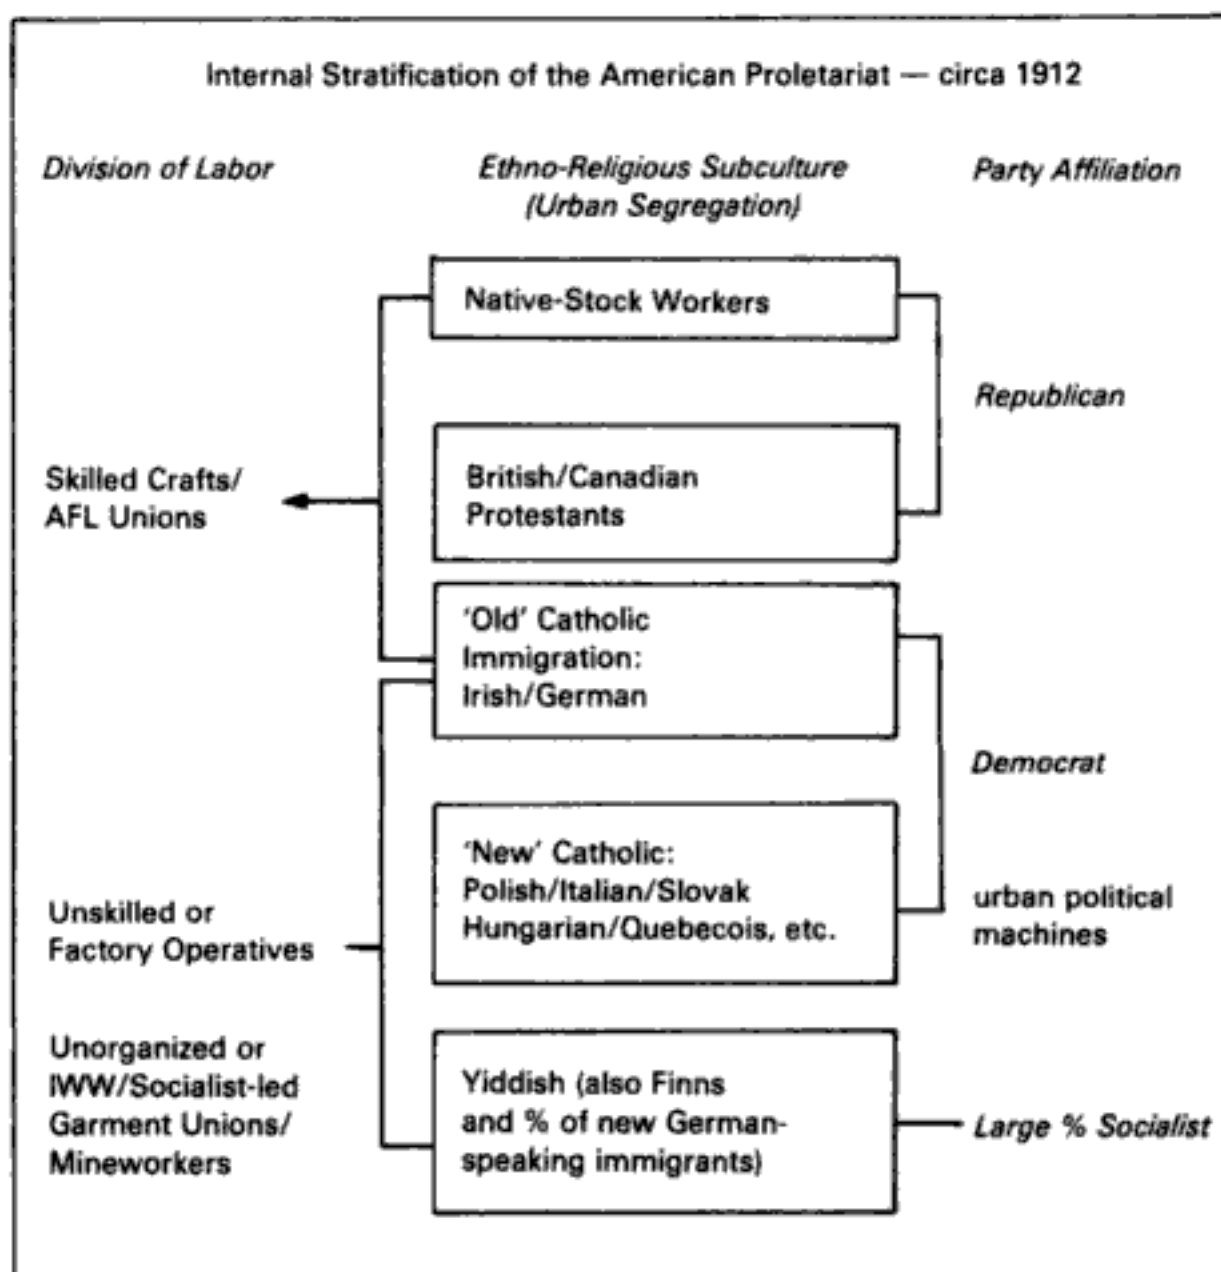 Internal Stratification of the American Proletariat — circa 1912
Division of Labor
Ethno-Religious Subculture
(Urban Segregation)
Party Affiliation
Native-Stock Workers
Republican
British/Canadian
Protestants
Skilled Crafts/
AFL Unions
'Old' Catholic
Immigration:
Irish/German
Democrat
'New' Catholic:
Polish/Italian/Slovak
Hungarian/Quebecois, etc.
urban political
machines
Unskilled or
Factory Operatives
Unorganized or
IWW/Socialist-led
Garment Unions/
Mineworkers
Yiddish (also Finns
and % of new German-
speaking immigrants)
Large % Socialist